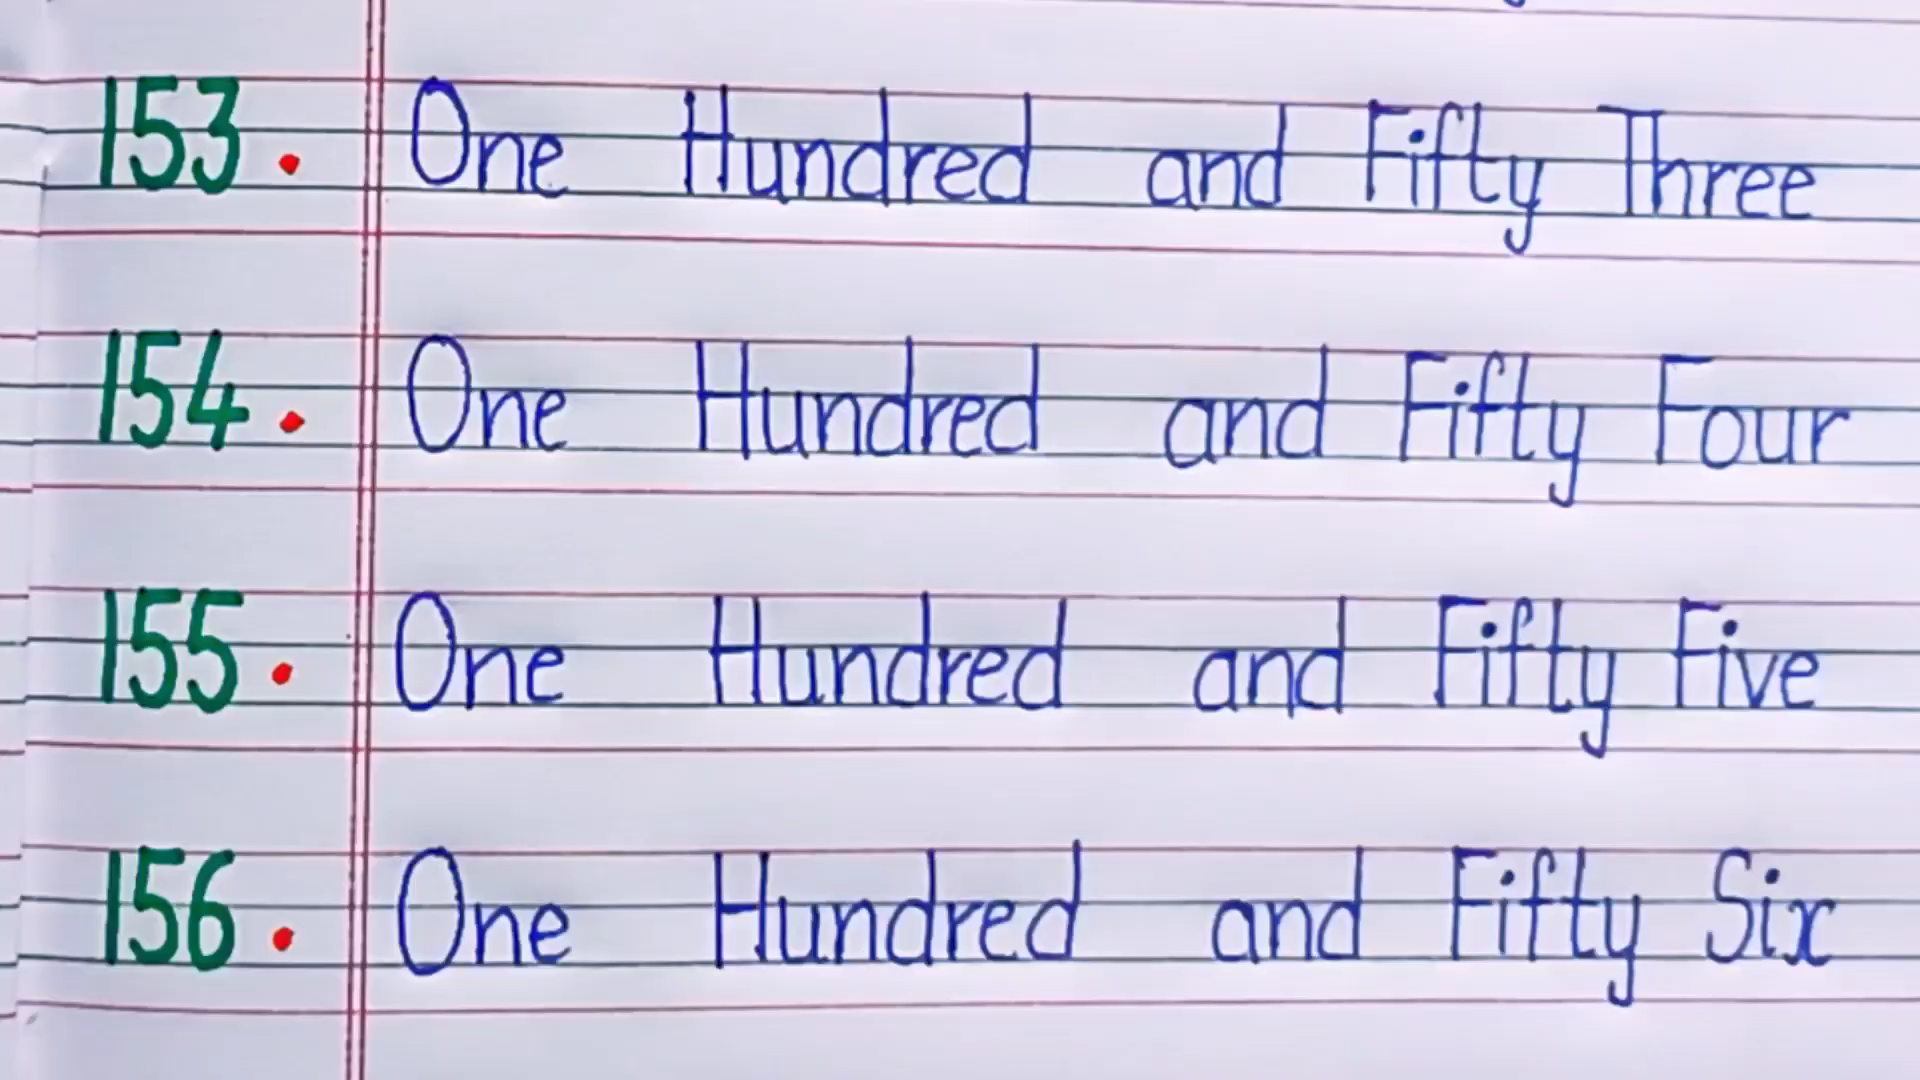 153. One Hundred and Fifty Three
154. One Hundred and Fifty Four
155. One Hundred and Fifty Five
156. One Hundred and Fifty Six